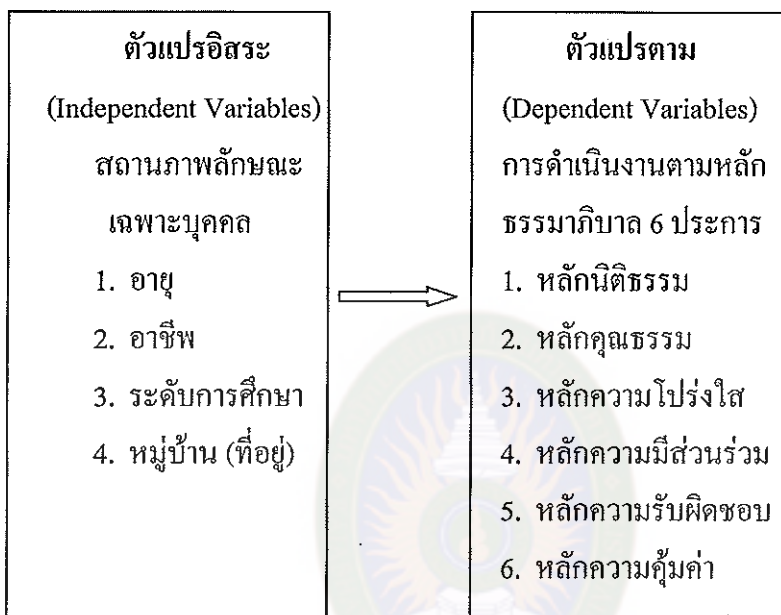 ตัวแปรอิสระ
(Independent Variables)
สถานภาพลักษณะ
เฉพาะบุคคล
1. อายุ
2. อาชีพ
3. ระดับการศึกษา
4. หมู่บ้าน (ที่อยู่)
ตัวแปรตาม
(Dependent Variables)
การดำเนินงานตามหลัก
ธรรมาภิบาล 6 ประการ
1. หลักนิติธรรม
2. หลักคุณธรรม
3. หลักความโปร่งใส
4. หลักความมีส่วนร่วม
5. หลักความรับผิดชอบ
6. หลักความคุ้มค่า